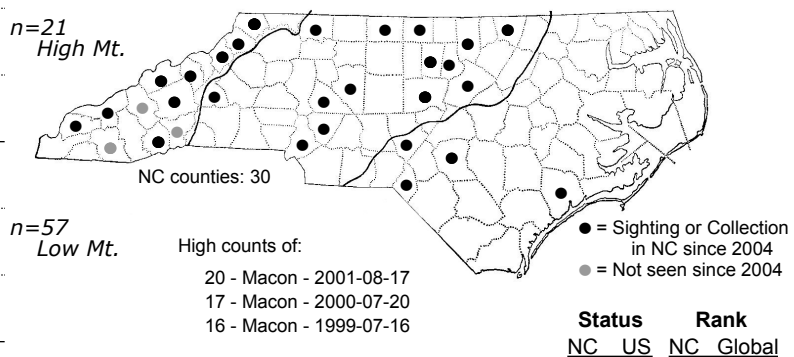 n=21
High Mt.
NC counties: 30
n=57
Low Mt.
High counts of:
20 - Macon - 2001-08-17
17 - Macon - 2000-07-20
16 - Macon - 1999-07-16
= Sighting or Collection
in NC since 2004
= Not seen since 2004
Status Rank
NC US NC Global